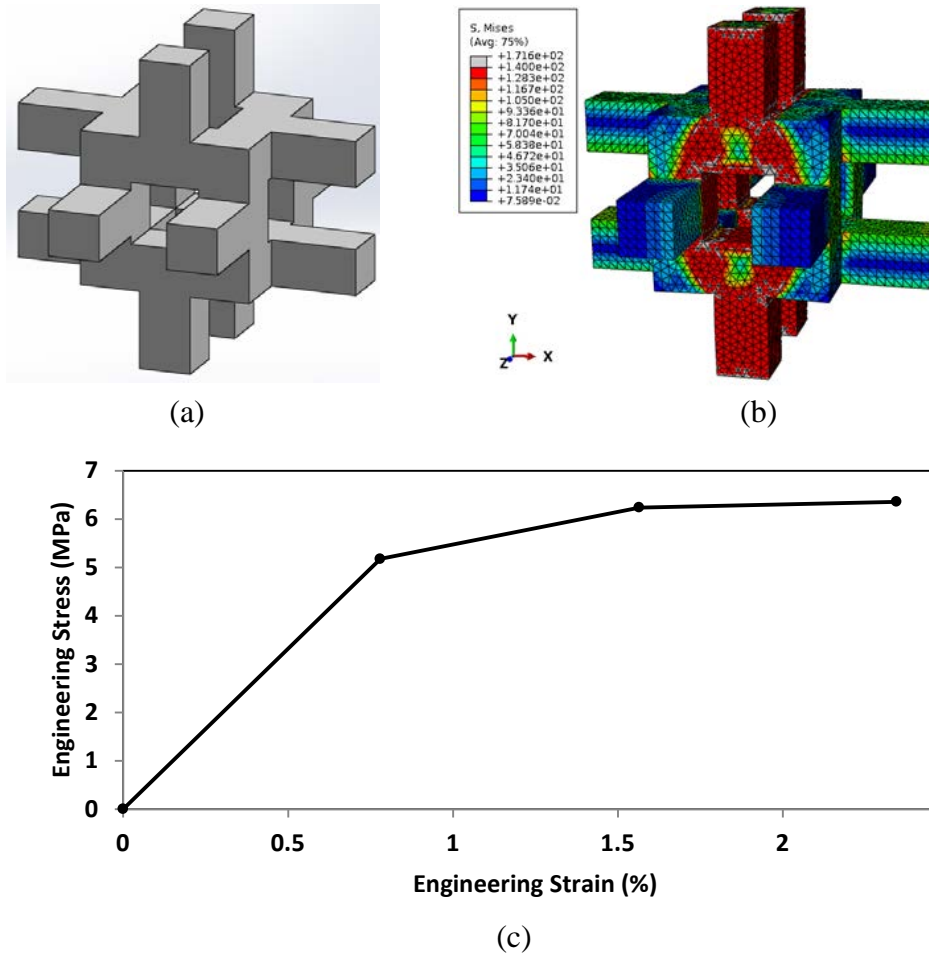 S, Mises
(Avg: 75%)
+1.716e+02
+1.400e+02
+1.283e+02
+1.167e+02
+1.050e+02
+9.336e+01
+8.170e+01
+7.004e+01
+5.838e+01
+4.672e+01
+3.506e+01
+2.340e+01
+1.174e+01
+7.589e-02
Y
Z X
(a)
(b)
7
6
5
4
3
2
1
0
Engineering Stress (MPa)
0 0.5 1 1.5 2
Engineering Strain (%)
(c)